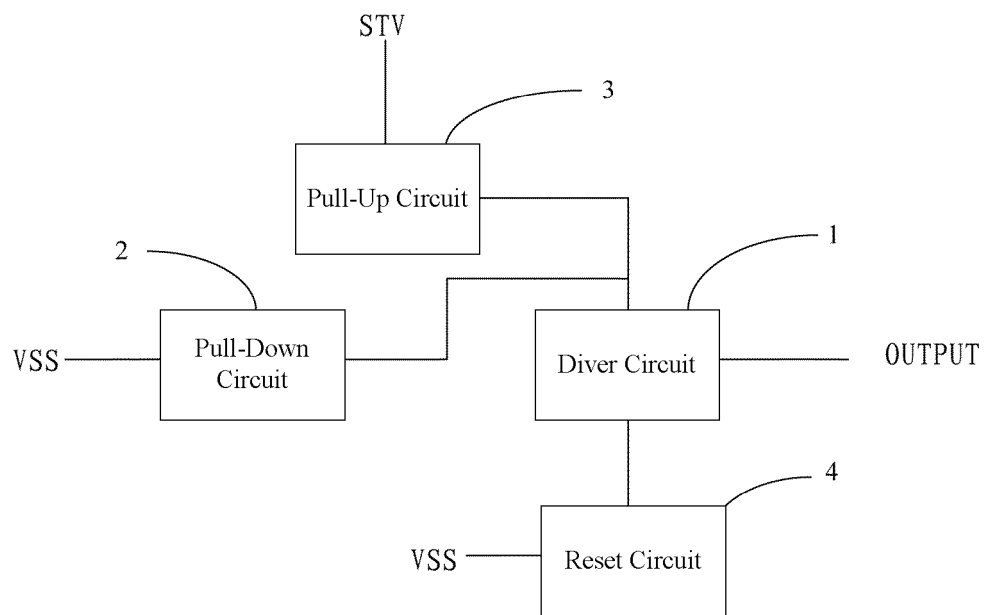 STV
3
Pull-Up Circuit
2
1
VSS
Pull-Down
Circuit
Diver Circuit
OUTPUT
4
VSS
Reset Circuit